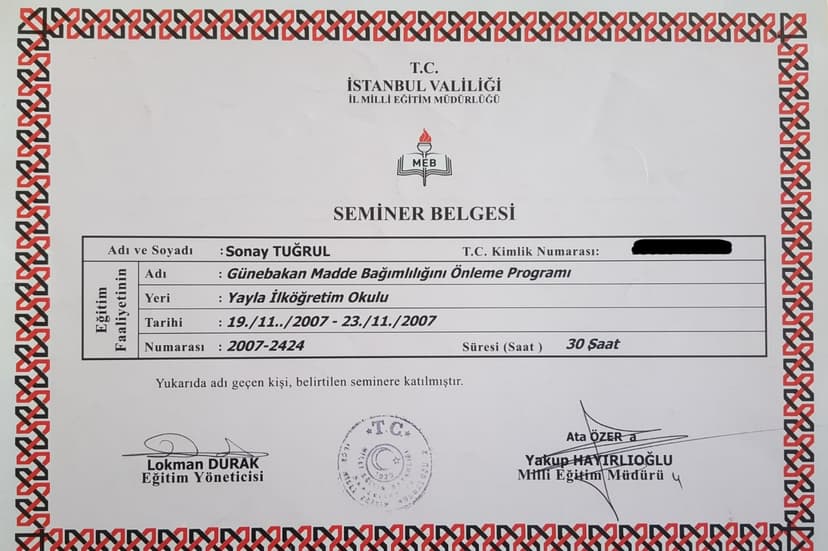 T.C.
İSTANBUL VALİLİĞİ
İL MİLLİ EĞİTİM MÜDÜRLÜĞÜ
MEB
SEMİNER BELGESİ
Adı ve Soyadı : Sonay TUĞRUL T.C. Kimlik Numarası:
Eğitim Faaliyetinin
Adı : Günebakan Madde Bağımlılığını Önleme Programı
Yeri : Yayla İlköğretim Okulu
Tarihi : 19./11../2007 - 23./11./2007
Numarası : 2007-2424 Süresi (Saat ) 30 Saat
Yukarıda adı geçen kişi, belirtilen seminere katılmıştır.
Lokman DURAK
Eğitim Yöneticisi
★T.C.★
Ata ÖZER a
Yakup HAYIRLIOĞLU
Milli Eğitim Müdürü